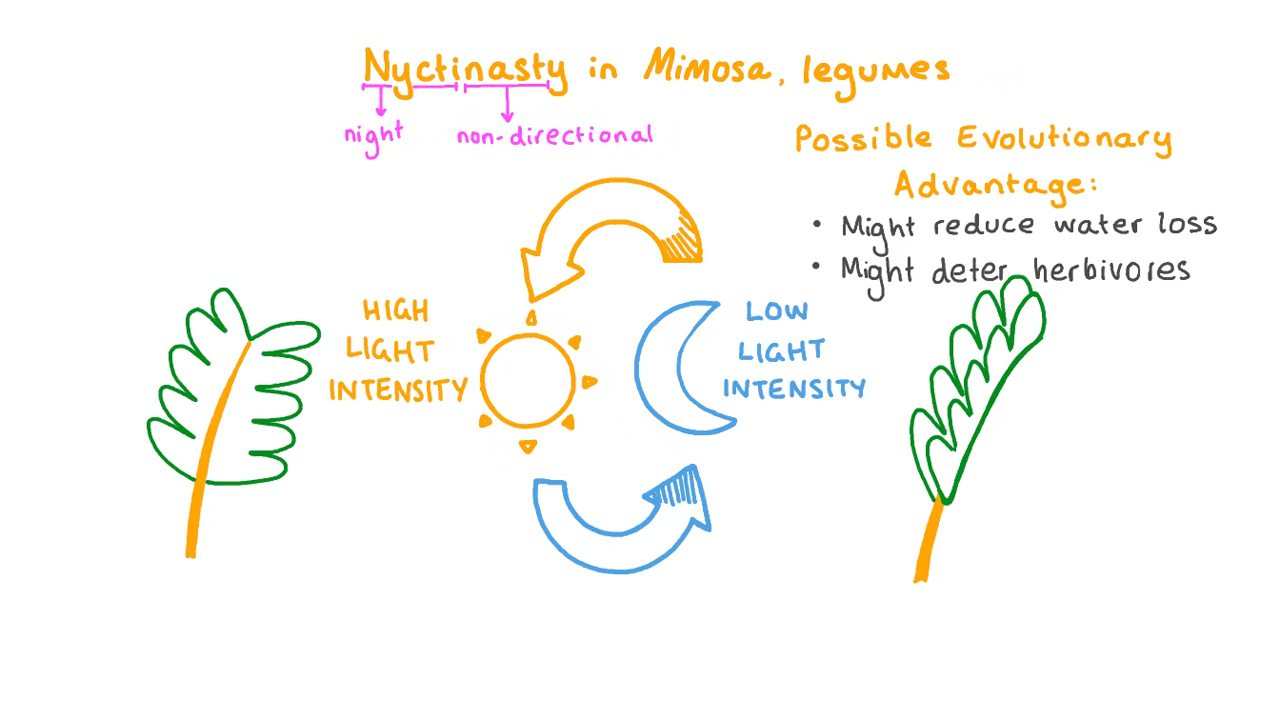 Nyctinasty in Mimosa, legumes
night
non-directional
Possible Evolutionary
Advantage:
• Might reduce water loss
• Might deter herbivores
HIGH
LIGHT
INTENSITY
LOW
LIGHT
INTENSITY